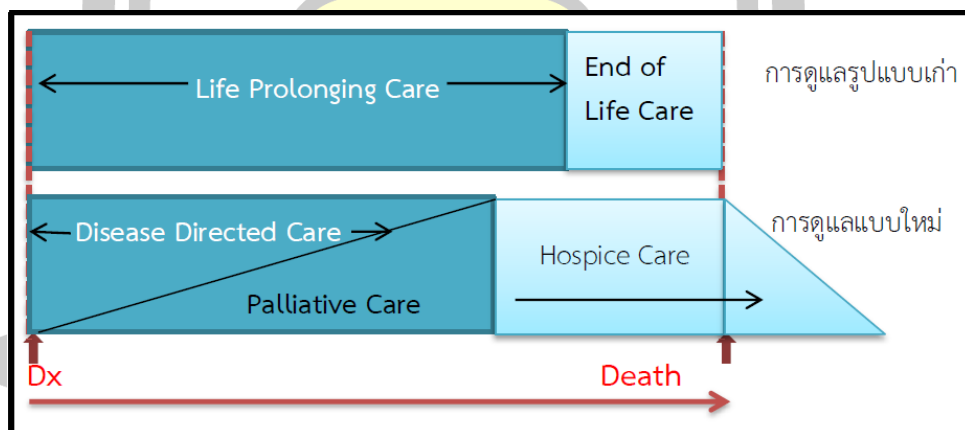 Life Prolonging Care
End of
Life Care
การดูแลรูปแบบเก่า
Disease Directed Care
Palliative Care
Hospice Care
การดูแลแบบใหม่
Dx
Death